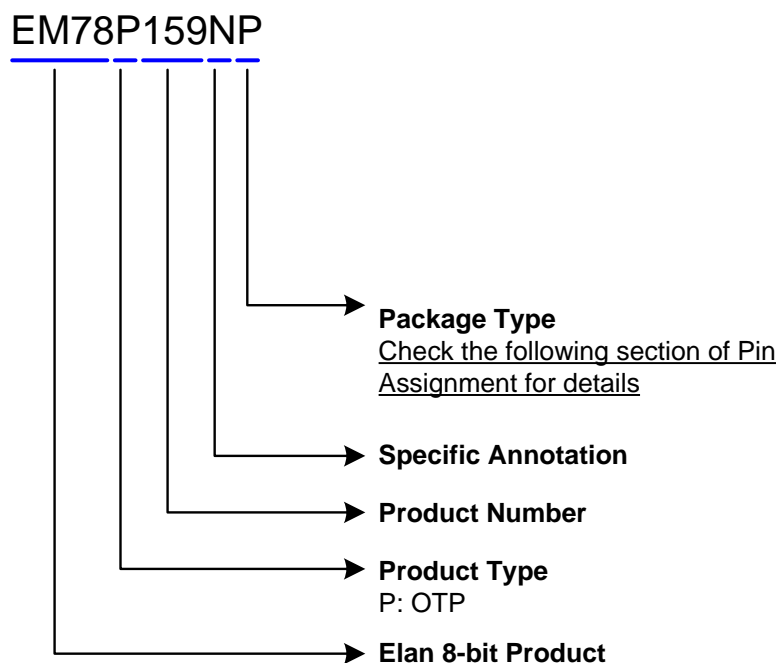 EM78P159NP
Package Type
Check the following section of Pin
Assignment for details
Specific Annotation
Product Number
Product Type
P: OTP
Elan 8-bit Product